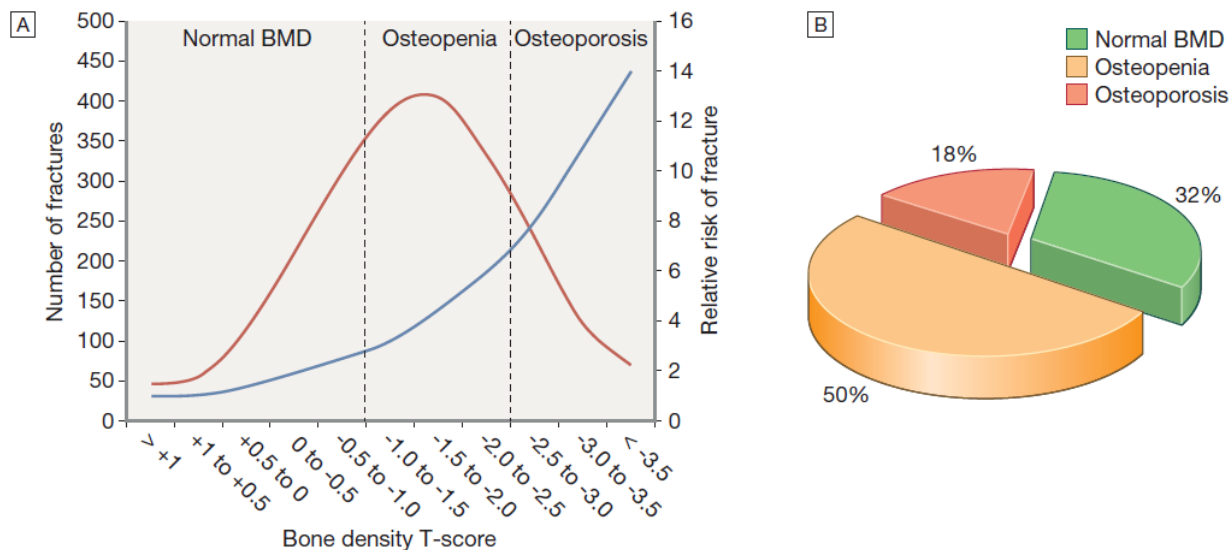 A
500
450
400
350
300
250
200
150
100
50
0
Number of fractures
Normal BMD
Osteopenia
Osteoporosis
16
14
12
10
8
6
4
2
0
Relative risk of fracture
> +1
+1 to +0.5
+0.5 to 0
0 to -0.5
-0.5 to -1.0
-1.0 to -1.5
-1.5 to -2.0
-2.0 to -2.5
-2.5 to -3.0
-3.0 to -3.5
< -3.5
Bone density T-score
B
Normal BMD
Osteopenia
Osteoporosis
18%
32%
50%